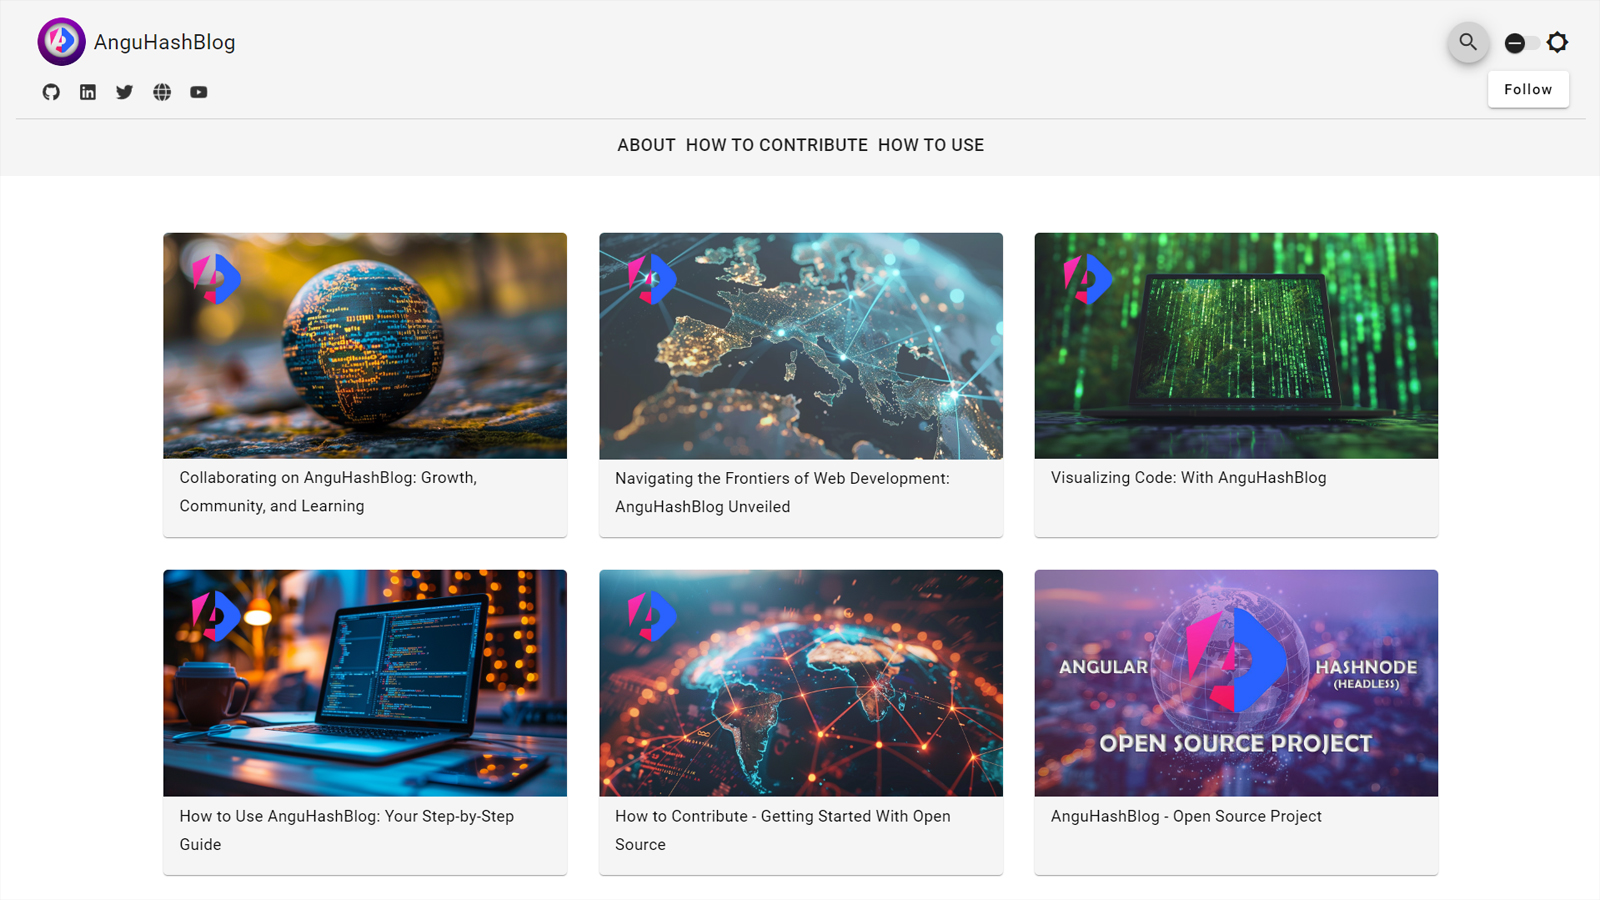 AnguHashBlog
Follow
ABOUT HOW TO CONTRIBUTE HOW TO USE
Collaborating on AnguHashBlog: Growth,
Community, and Learning
Navigating the Frontiers of Web Development:
AnguHashBlog Unveiled
Visualizing Code: With AnguHashBlog
How to Use AnguHashBlog: Your Step-by-Step
Guide
How to Contribute - Getting Started With Open
Source
ANGULAR
HASHNODE
(HEADLESS)
OPEN SOURCE PROJECT
AnguHashBlog - Open Source Project